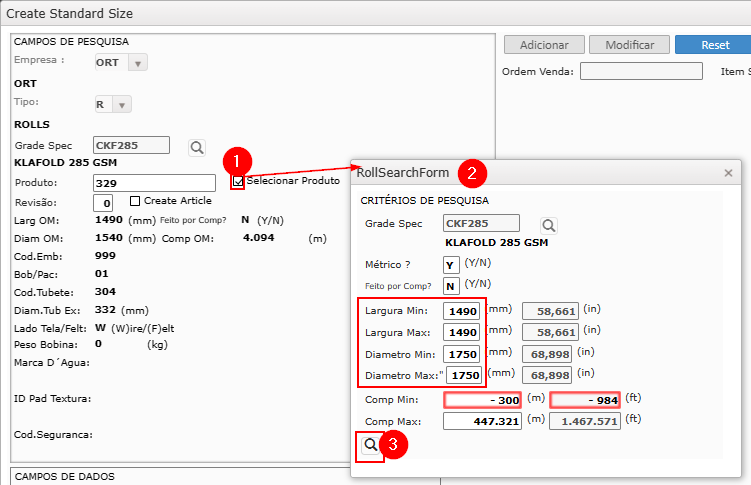 Create Standard Size
CAMPOS DE PESQUISA
Empresa : ORT
ORT
Tipo: R
ROLLS
Grade Spec CKF285
KLAFOLD 285 GSM
1
Produto: 329 Selecionar Produto
Revisão: 0 Create Article
Larg OM: 1490 (mm) Feito por Comp? N (Y/N)
Diam OM: 1540 (mm) Comp OM: 4.094 (m)
Cod.Emb: 999
Bob/Pac: 01
Cod.Tubete: 304
Diam.Tub Ex: 332 (mm)
Lado Tela/Felt: W (W)ire/(F)elt
Peso Bobina: 0 (kg)
Marca D´Agua:
ID Pad Textura:
Cod.Seguranca:
CAMPOS DE DADOS
Adicionar Modificar Reset
Ordem Venda: Item S
RollSearchForm 2 ×
CRITÉRIOS DE PESQUISA
Grade Spec CKF285
KLAFOLD 285 GSM
Métrico ? Y (Y/N)
Feito por Comp? N (Y/N)
Largura Min: 1490 (mm) 58,661 (in)
Largura Max: 1490 (mm) 58,661 (in)
Diametro Min: 1750 (mm) 68,898 (in)
Diametro Max:" 1750 (mm) 68,898 (in)
Comp Min: - 300 (m) - 984 (ft)
Comp Max: 447.321 (m) 1.467.571 (ft)
3